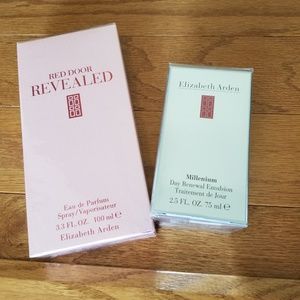 RED DOOR
REVEALED
Eau de Parfum
Spray/Vaporisateur
3.3 FL. OZ. 100 ml ℮
Elizabeth Arden
Elizabeth Arden
Millenium
Day Renewal Emulsion
Traitement de Jour
2.5 FL. OZ. 75 ml ℮